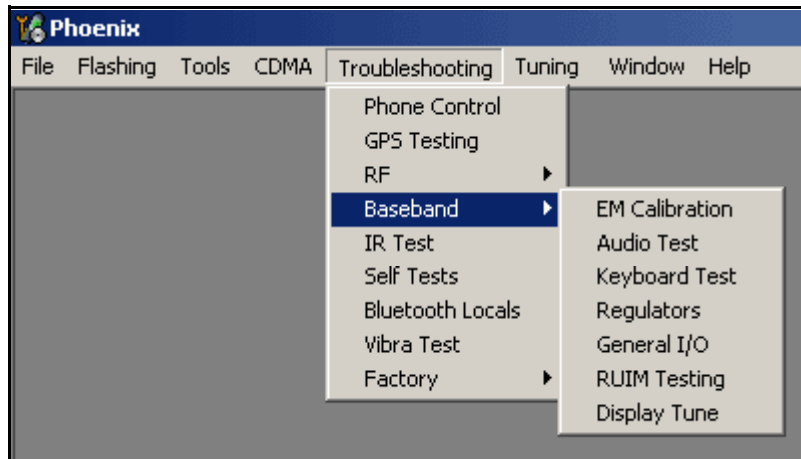 Phoenix
File Flashing Tools CDMA Troubleshooting Tuning Window Help
Phone Control
GPS Testing
RF
Baseband
IR Test
Self Tests
Bluetooth Locals
Vibra Test
Factory
EM Calibration
Audio Test
Keyboard Test
Regulators
General I/O
RUIM Testing
Display Tune